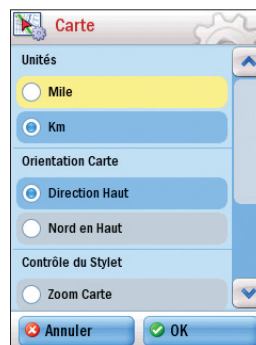 Carte
Unités
Mile
Km
Orientation Carte
Direction Haut
Nord en Haut
Contrôle du Stylet
Zoom Carte
Annuler
OK